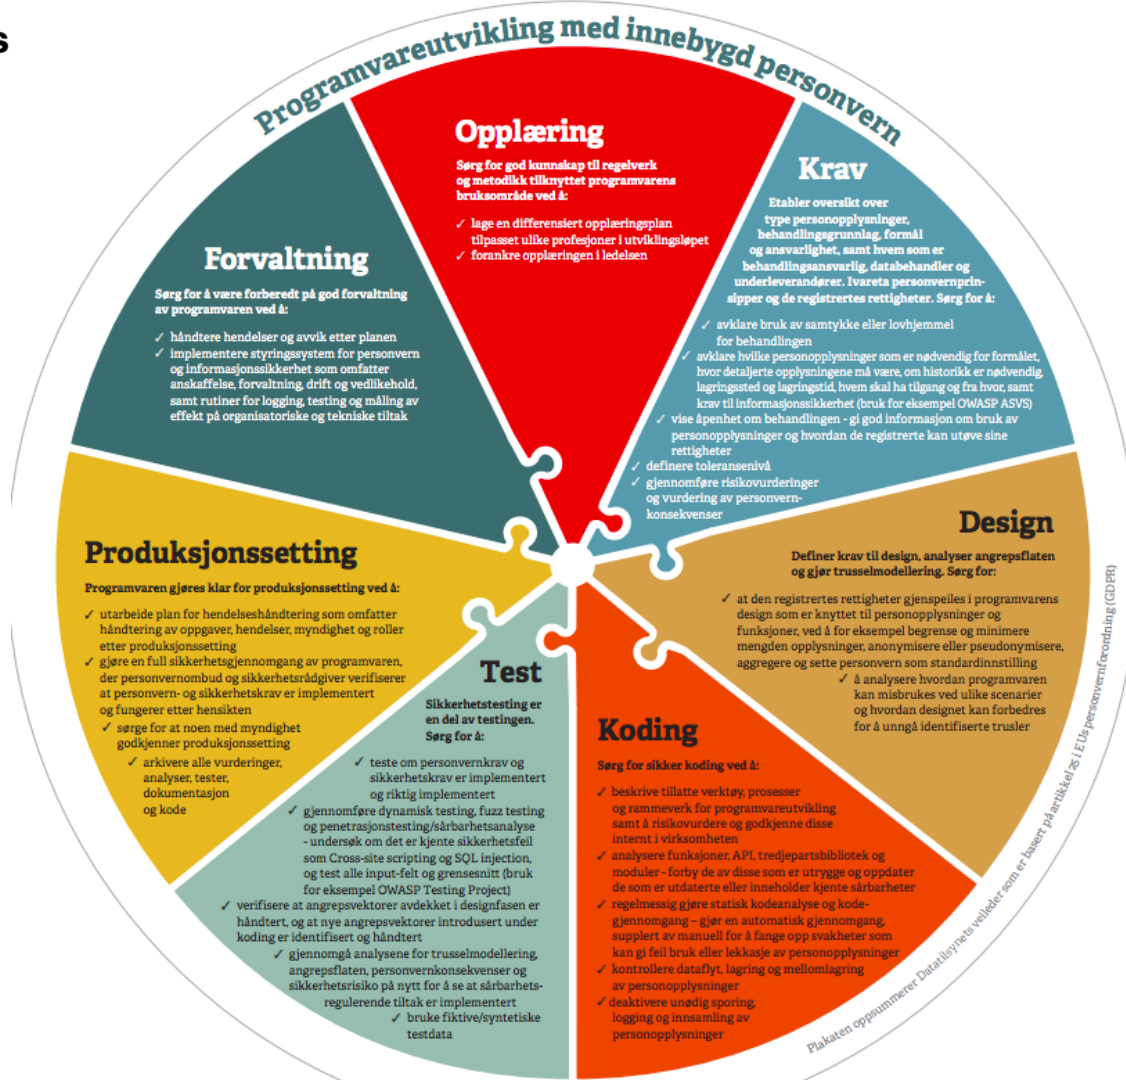 s
Programvareutvikling med innebygd personvern
Opplæring
Sørg for god kunnskap til regelverk
og metodikk tilknyttet programvarens
bruksområde ved å:
✓ lage en differensiert opplæringsplan
tilpasset ulike profesjoner i utviklingsløpet
✓ forankre opplæringen i ledelsen
Krav
Etabler oversikt over
type personopplysninger,
behandlingsgrunnlag, formål
og ansvarlighet, samt hvem som er
behandlingsansvarlig, databehandler og
underleverandører. Ivareta personvernprin-
sipper og de registrertes rettigheter. Sørg for å:
✓ avklare bruk av samtykke eller lovhjemmel
for behandlingen
✓ avklare hvilke personopplysninger som er nødvendig for formålet,
hvor detaljerte opplysningene må være, om historikk er nødvendig,
lagringssted og lagringstid, hvem skal ha tilgang og fra hvor, samt
krav til informasjonssikkerhet (bruk for eksempel OWASP ASVS)
✓ vise åpenhet om behandlingen - gi god informasjon om bruk av
personopplysninger og hvordan de registrerte kan utøve sine
rettigheter
✓ definere toleransenivå
✓ gjennomføre risikovurderinger
og vurdering av personvern-
konsekvenser
Design
Definer krav til design, analyser angrepsflaten
og gjør trusselmodellering. Sørg for:
✓ at den registrertes rettigheter gjenspeiles i programvarens
design som er knyttet til personopplysninger og
funksjoner, ved å for eksempel begrense og minimere
mengden opplysninger, anonymisere eller pseudonymisere,
aggregere og sette personvern som standardinnstilling
✓ å analysere hvordan programvaren
kan misbrukes ved ulike scenarier
og hvordan designet kan forbedres
for å unngå identifiserte trusler
Koding
Sørg for sikker koding ved å:
✓ beskrive tillatte verktøy, prosesser
og rammeverk for programvareutvikling
samt å risikovurdere og godkjenne disse
internt i virksomheten
✓ analysere funksjoner, API, tredjepartsbibliotek og
moduler - forby de av disse som er utrygge og oppdater
de som er utdaterte eller inneholder kjente sårbarheter
✓ regelmessig gjøre statisk kodeanalyse og kode-
gjennomgang – gjør en automatisk gjennomgang,
supplert av manuell for å fange opp svakheter som
kan gi feil bruk eller lekkasje av personopplysninger
✓ kontrollere dataflyt, lagring og mellomlagring
av personopplysninger
✓ deaktivere unødig sporing,
logging og innsamling av
personopplysninger
Test
Sikkerhetstesting er
en del av testingen.
Sørg for å:
✓ teste om personvernkrav og
sikkerhetskrav er implementert
og riktig implementert
✓ gjennomføre dynamisk testing, fuzz testing
og penetrasjonstesting/sårbarhetsanalyse
- undersøk om det er kjente sikkerhetsfeil
som Cross-site scripting og SQL injection,
og test alle input-felt og grensesnitt (bruk
for eksempel OWASP Testing Project)
✓ verifisere at angrepsvektorer avdekket i designfasen er
håndtert, og at nye angrepsvektorer introdusert under
koding er identifisert og håndtert
✓ gjennomgå analysene for trusselmodellering,
angrepsflaten, personvernkonsekvenser og
sikkerhetsrisiko på nytt for å se at sårbarhets-
regulerende tiltak er implementert
✓ bruke fiktive/syntetiske
testdata
Produksjonssetting
Programvaren gjøres klar for produksjonssetting ved å:
✓ utarbeide plan for hendelseshåndtering som omfatter
håndtering av oppgaver, hendelser, myndighet og roller
etter produksjonssetting
✓ gjøre en full sikkerhetsgjennomgang av programvaren,
der personvernombud og sikkerhetsrådgiver verifiserer
at personvern- og sikkerhetskrav er implementert
og fungerer etter hensikten
✓ sørge for at noen med myndighet
godkjenner produksjonssetting
✓ arkivere alle vurderinger,
analyser, tester,
dokumentasjon
og kode
Forvaltning
Sørg for å være forberedt på god forvaltning
av programvaren ved å:
✓ håndtere hendelser og avvik etter planen
✓ implementere styringssystem for personvern
og informasjonssikkerhet som omfatter
anskaffelse, forvaltning, drift og vedlikehold,
samt rutiner for logging, testing og måling av
effekt på organisatoriske og tekniske tiltak
Plakaten oppsummerer Datatilsynets veileder som er basert på artikkel 25 i EUs personvernforordning (GDPR)